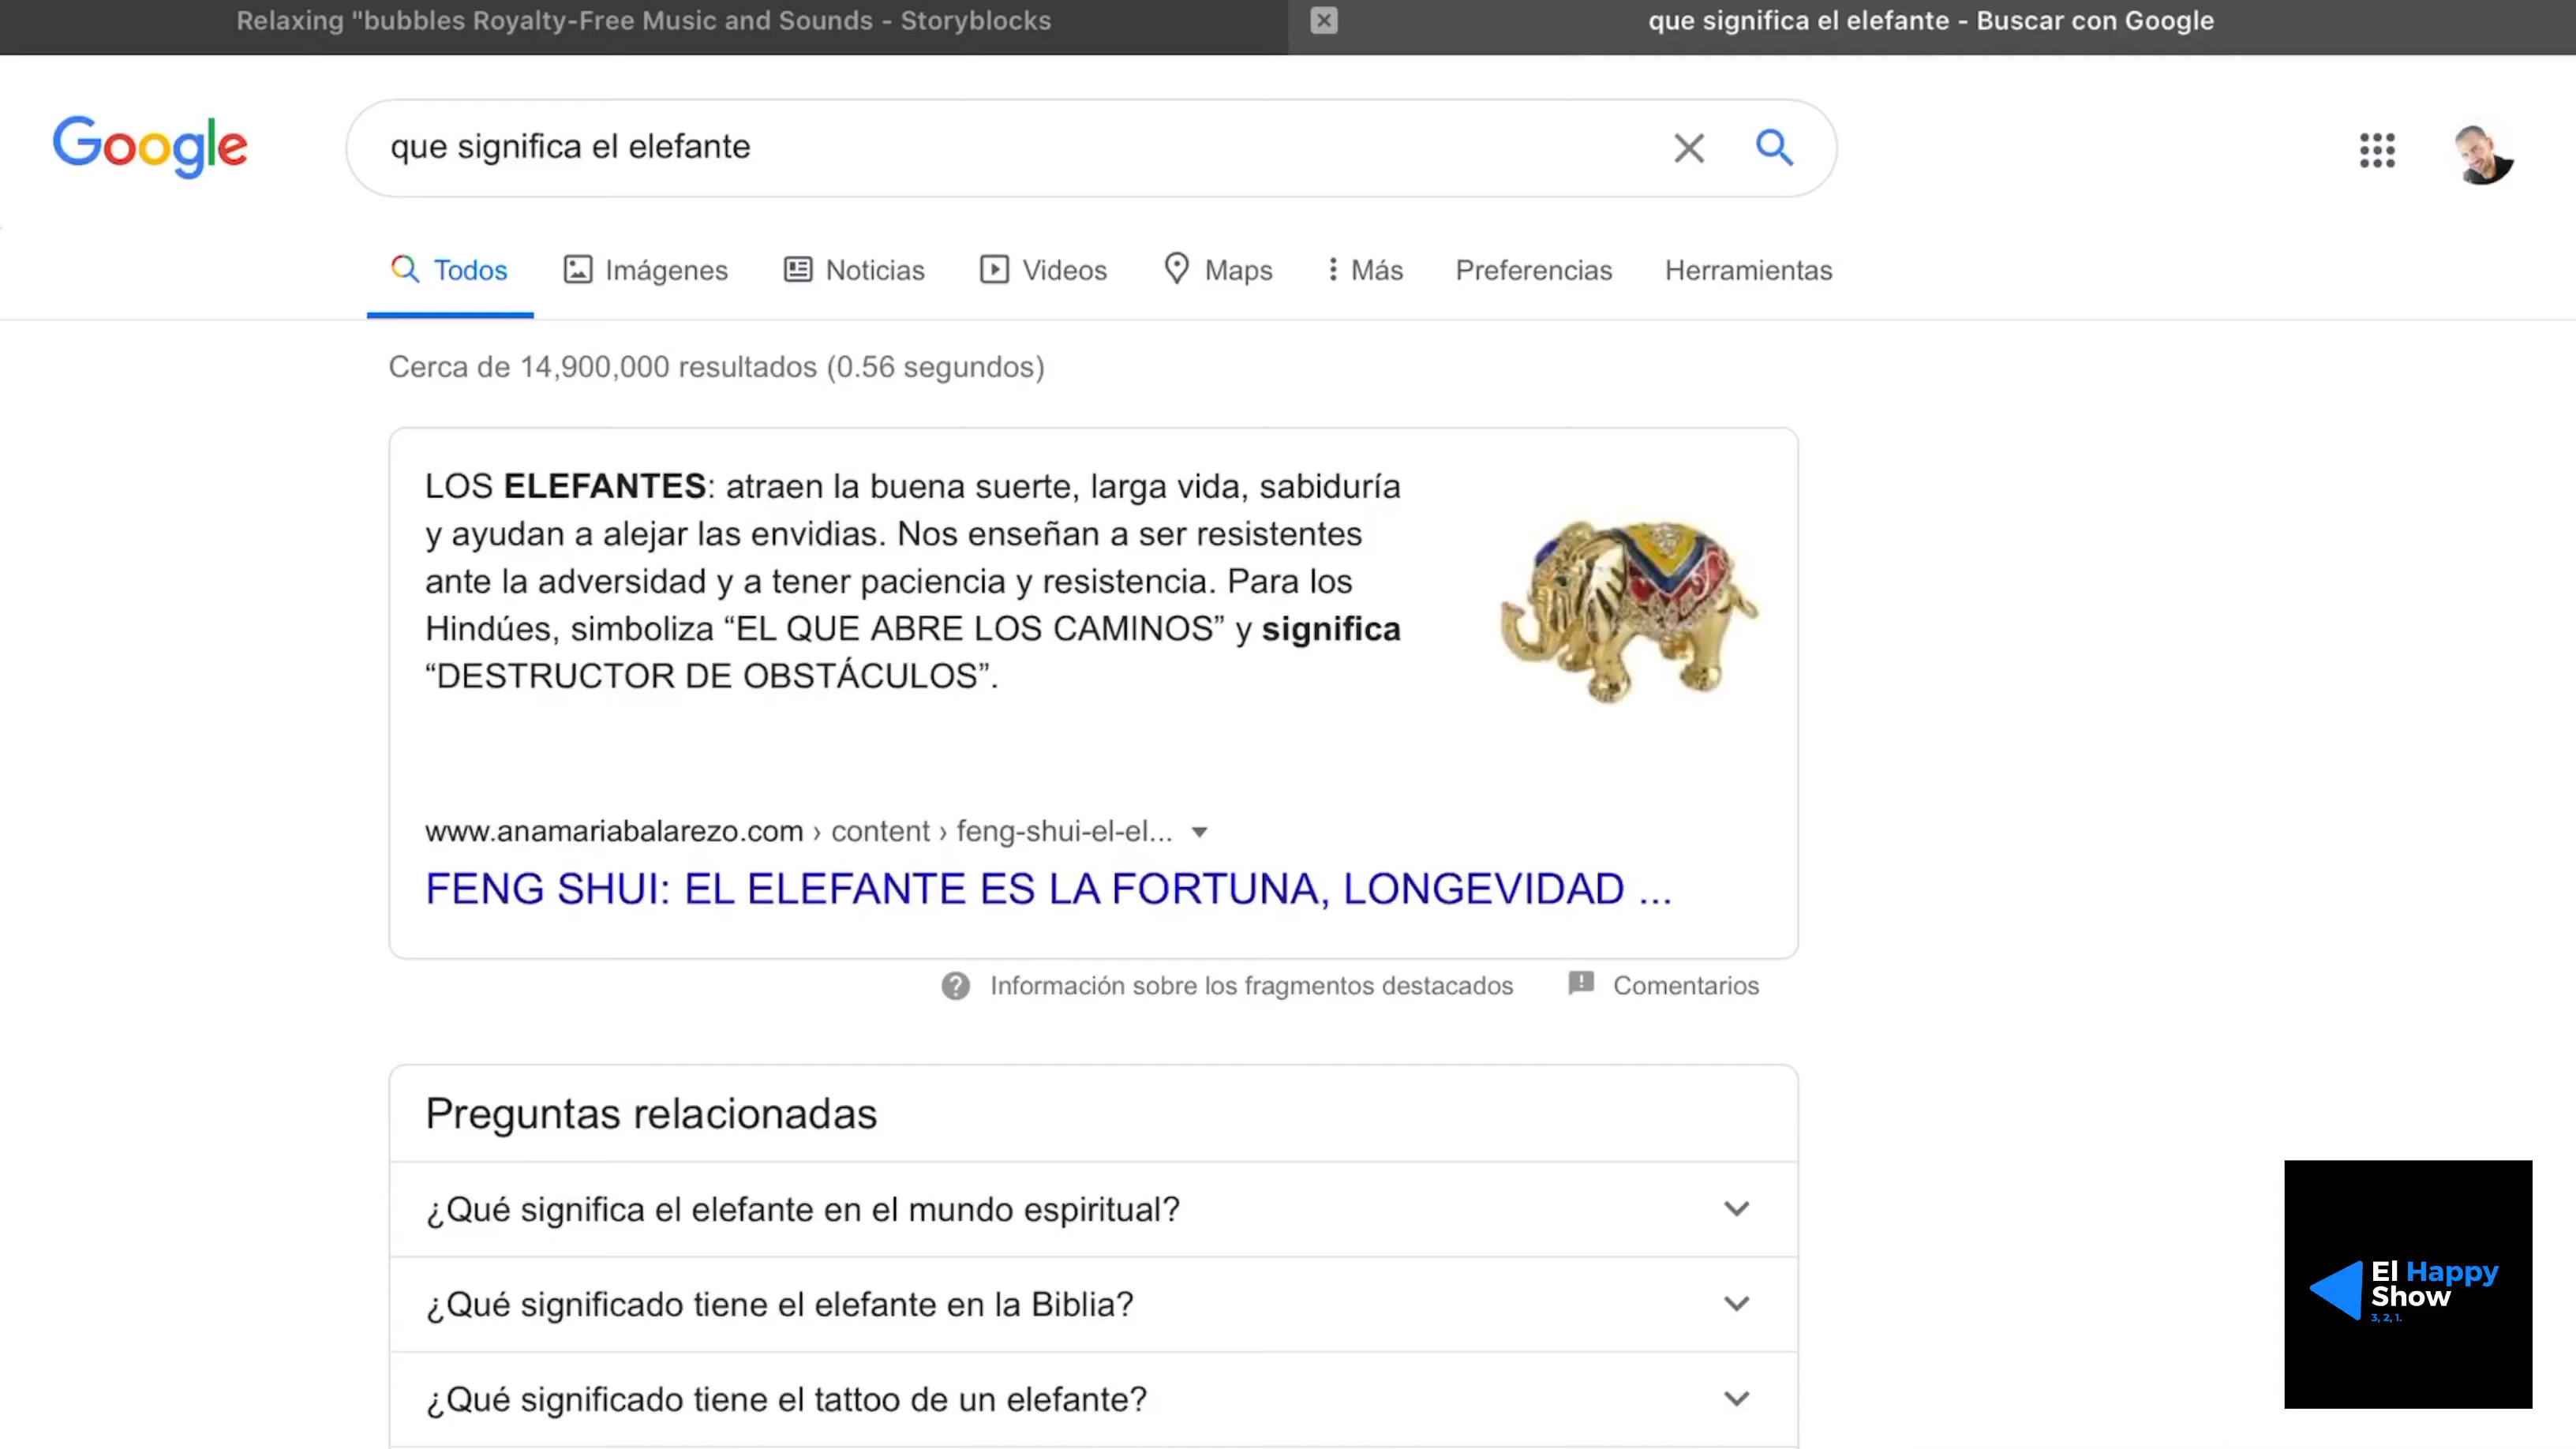 Relaxing "bubbles Royalty-Free Music and Sounds - Storyblocks
que significa el elefante - Buscar con Google
Google
que significa el elefante
Todos Imágenes Noticias Videos Maps Más Preferencias Herramientas
Cerca de 14,900,000 resultados (0.56 segundos)
LOS ELEFANTES: atraen la buena suerte, larga vida, sabiduría
y ayudan a alejar las envidias. Nos enseñan a ser resistentes
ante la adversidad y a tener paciencia y resistencia. Para los
Hindúes, simboliza “EL QUE ABRE LOS CAMINOS” y significa
“DESTRUCTOR DE OBSTÁCULOS”.
www.anamariabalarezo.com › content › feng-shui-el-el...
FENG SHUI: EL ELEFANTE ES LA FORTUNA, LONGEVIDAD ...
Información sobre los fragmentos destacados Comentarios
Preguntas relacionadas
¿Qué significa el elefante en el mundo espiritual?
¿Qué significado tiene el elefante en la Biblia?
¿Qué significado tiene el tattoo de un elefante?
El Happy
Show
3, 2, 1.